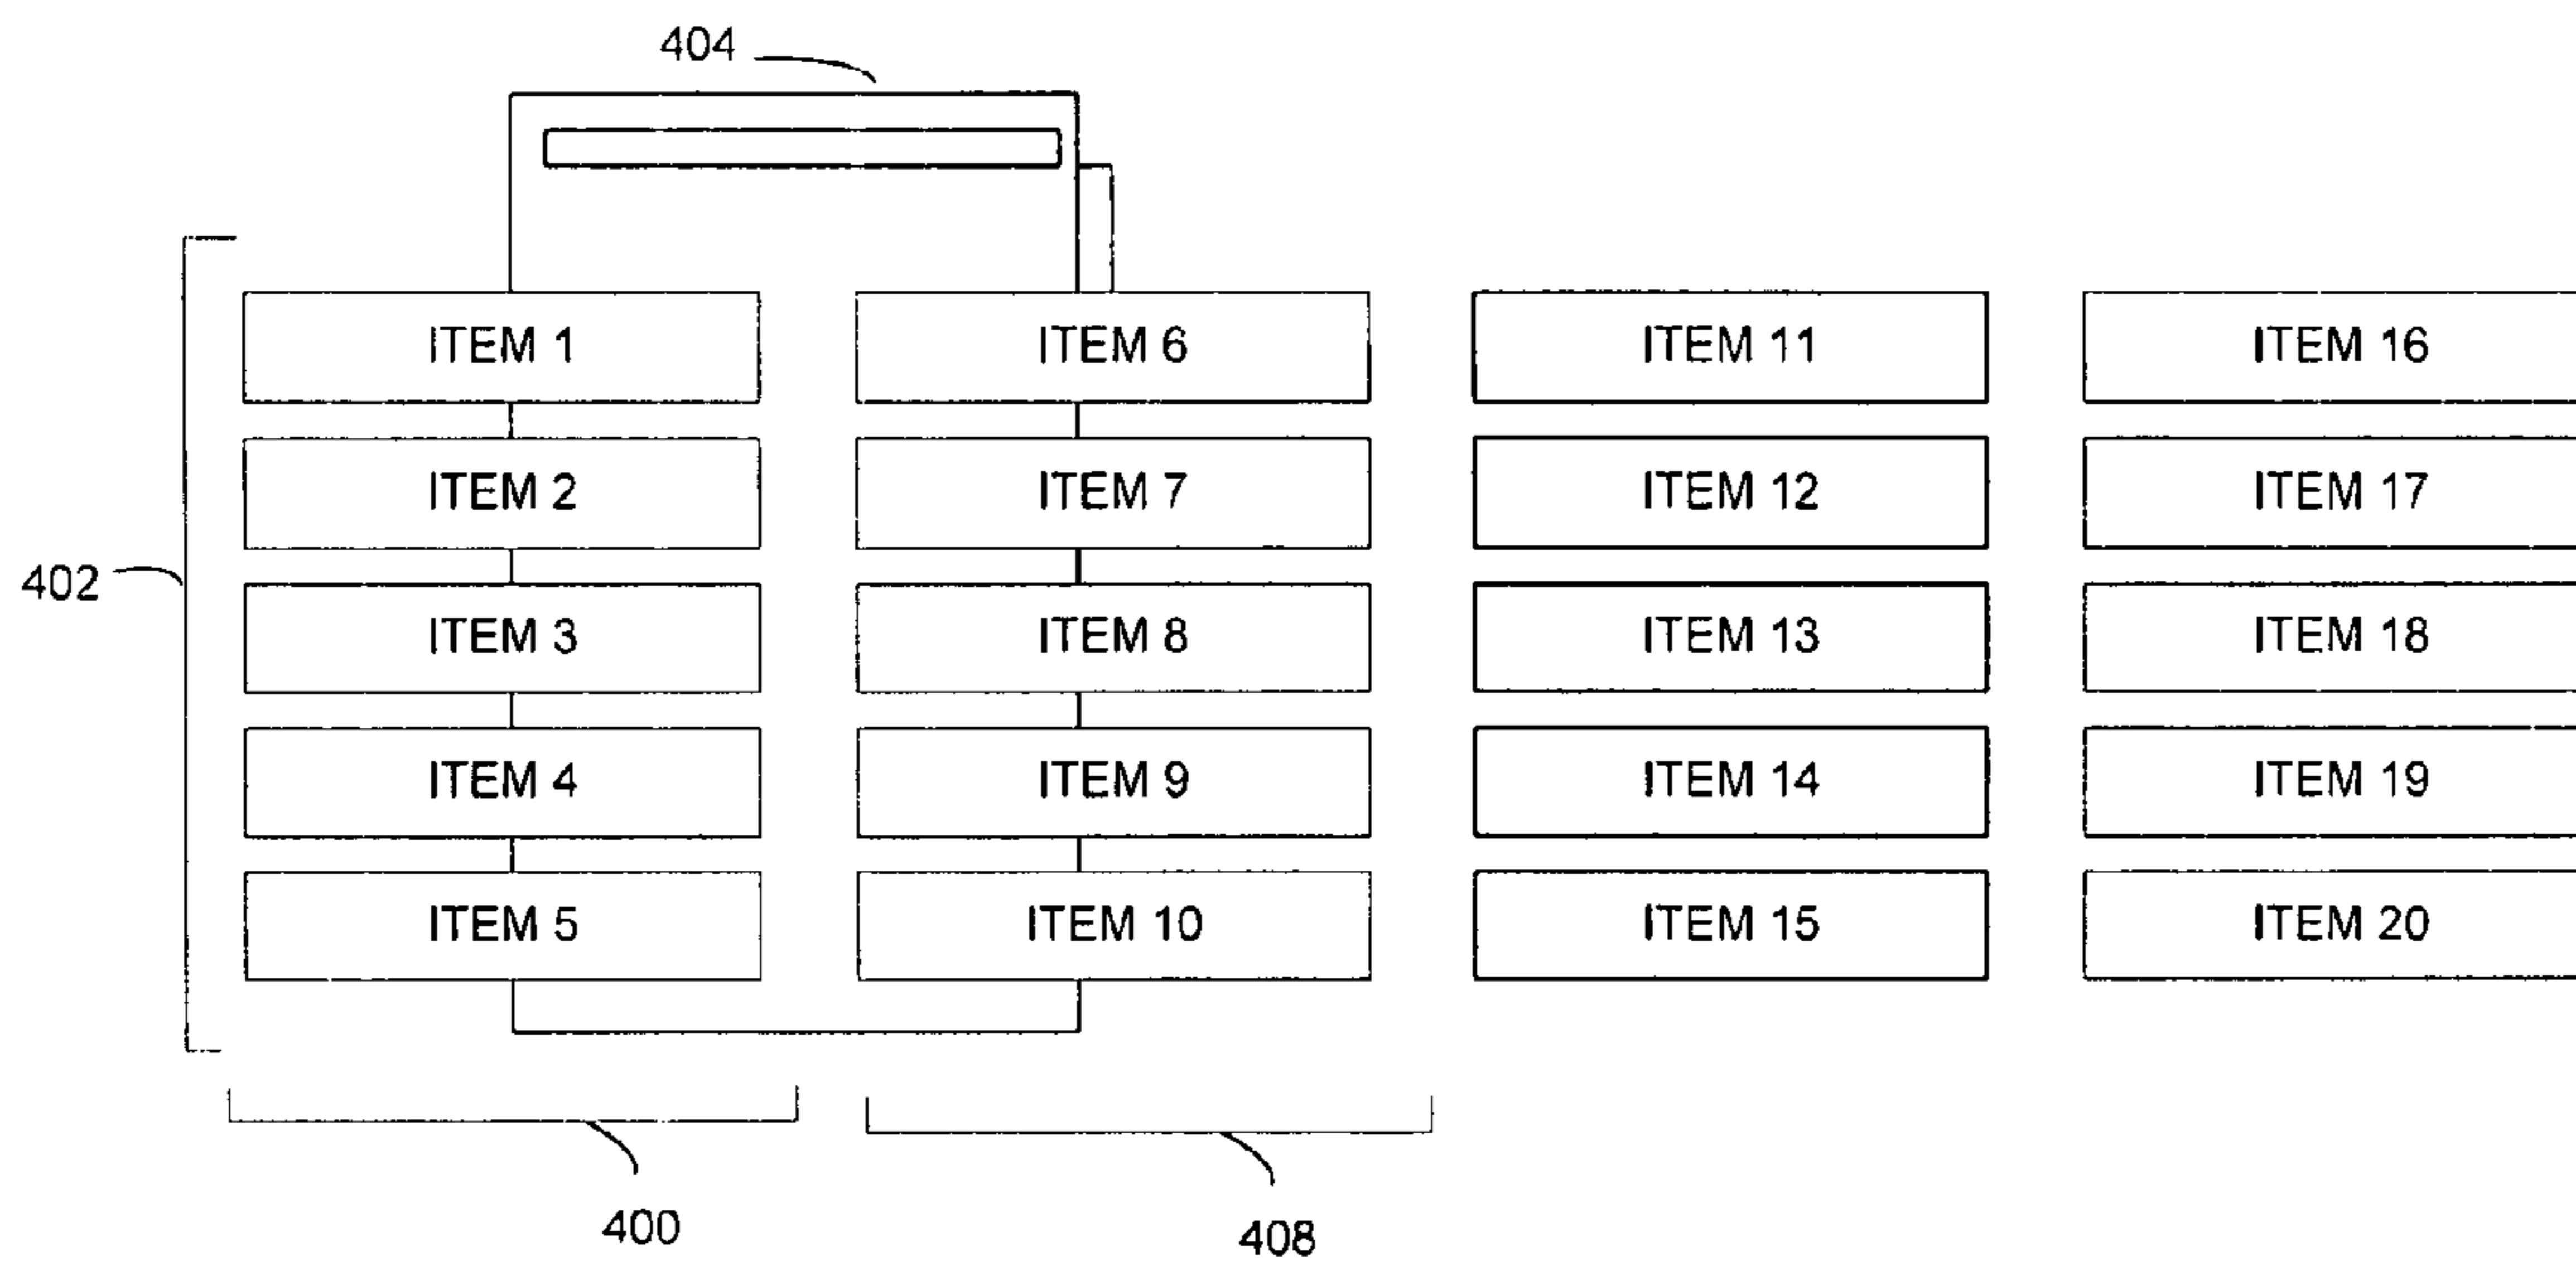 404
ITEM 1 ITEM 6 ITEM 11 ITEM 16
ITEM 2 ITEM 7 ITEM 12 ITEM 17
402
ITEM 3 ITEM 8 ITEM 13 ITEM 18
ITEM 4 ITEM 9 ITEM 14 ITEM 19
ITEM 5 ITEM 10 ITEM 15 ITEM 20
400
408